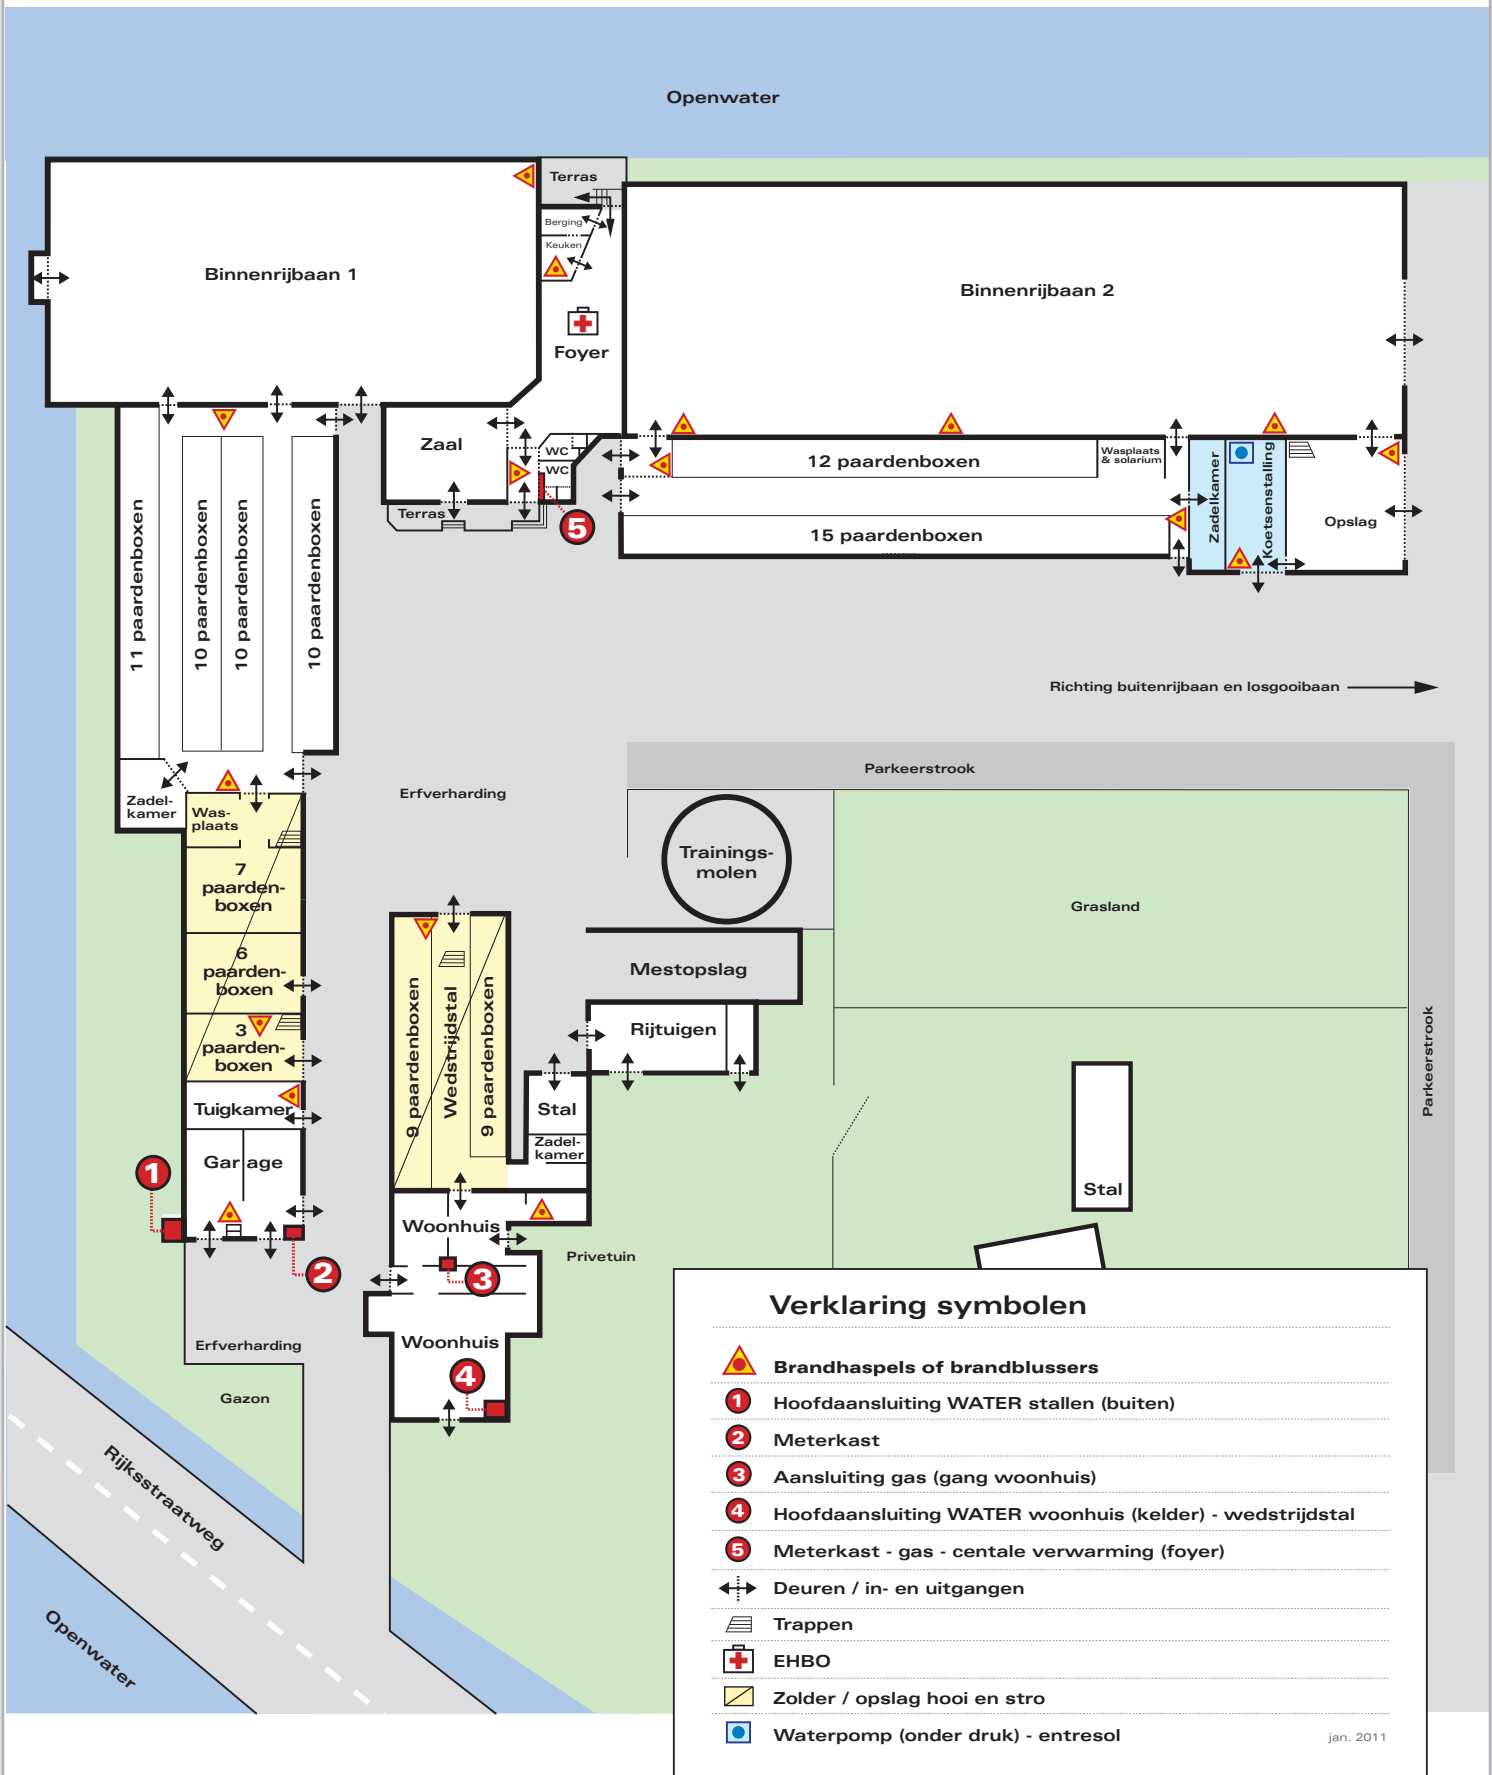 Openwater
Terras
Berging
Keuken
Binnenrijbaan 1
Binnenrijbaan 2
Foyer
Zaal
WC
WC
Terras
5
12 paardenboxen
Wasplaats
& solarium
15 paardenboxen
Zadelkamer
Koetsenstalling
Opslag
11 paardenboxen
10 paardenboxen
10 paardenboxen
10 paardenboxen
Richting buitenrijbaan en losgooibaan
Parkeerstrook
Erfverharding
Zadel-
kamer
Was-
plaats
7
paarden-
boxen
6
paarden-
boxen
3
paarden-
boxen
Tuigkamer
Garage
1
2
Trainings-
molen
Grasland
Mestopslag
Rijtuigen
9 paardenboxen
Wedstrijdstal
9 paardenboxen
Stal
Zadel-
kamer
Parkeerstrook
Stal
Woonhuis
Privetuin
3
Woonhuis
4
Erfverharding
Gazon
Rijksstraatweg
Openwater
Verklaring symbolen
Brandhaspels of brandblussers
1 Hoofdaansluiting WATER stallen (buiten)
2 Meterkast
3 Aansluiting gas (gang woonhuis)
4 Hoofdaansluiting WATER woonhuis (kelder) - wedstrijdstal
5 Meterkast - gas - centale verwarming (foyer)
Deuren / in- en uitgangen
Trappen
EHBO
Zolder / opslag hooi en stro
Waterpomp (onder druk) - entresol
jan. 2011